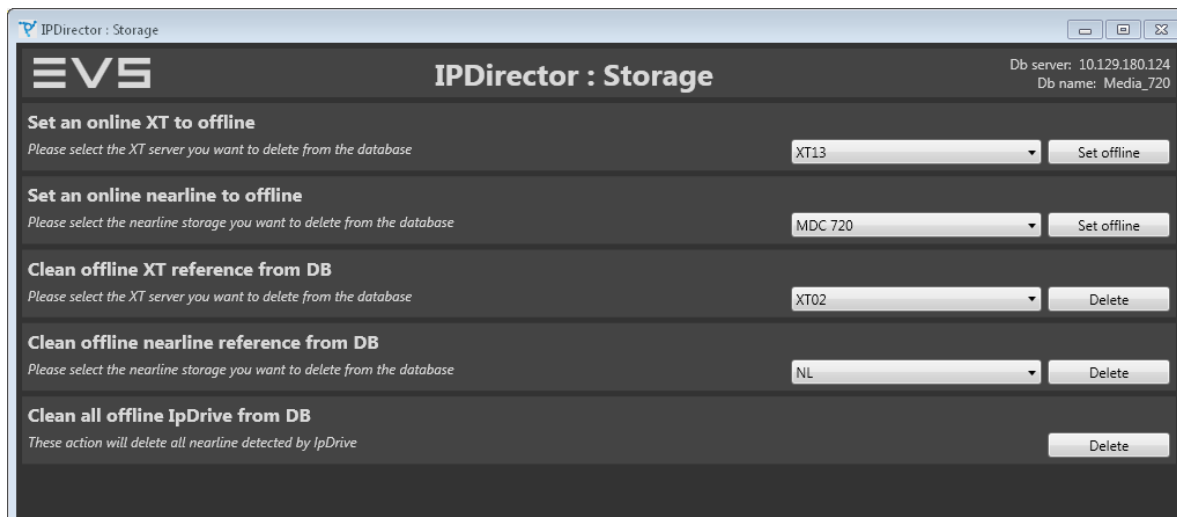 IPDirector : Storage
EVS
IPDirector : Storage
Db server: 10.129.180.124
Db name: Media_720
Set an online XT to offline
Please select the XT server you want to delete from the database
XT13
Set offline
Set an online nearline to offline
Please select the nearline storage you want to delete from the database
MDC 720
Set offline
Clean offline XT reference from DB
Please select the XT server you want to delete from the database
XT02
Delete
Clean offline nearline reference from DB
Please select the nearline storage you want to delete from the database
NL
Delete
Clean all offline IpDrive from DB
These action will delete all nearline detected by IpDrive
Delete